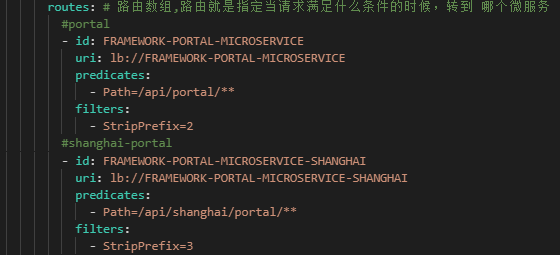 routes: # 路由数组,路由就是指定当请求满足什么条件的时候，转到 哪个微服务
#portal
- id: FRAMEWORK-PORTAL-MICROSERVICE
uri: lb://FRAMEWORK-PORTAL-MICROSERVICE
predicates:
- Path=/api/portal/**
filters:
- StripPrefix=2
#shanghai-portal
- id: FRAMEWORK-PORTAL-MICROSERVICE-SHANGHAI
uri: lb://FRAMEWORK-PORTAL-MICROSERVICE-SHANGHAI
predicates:
- Path=/api/shanghai/portal/**
filters:
- StripPrefix=3